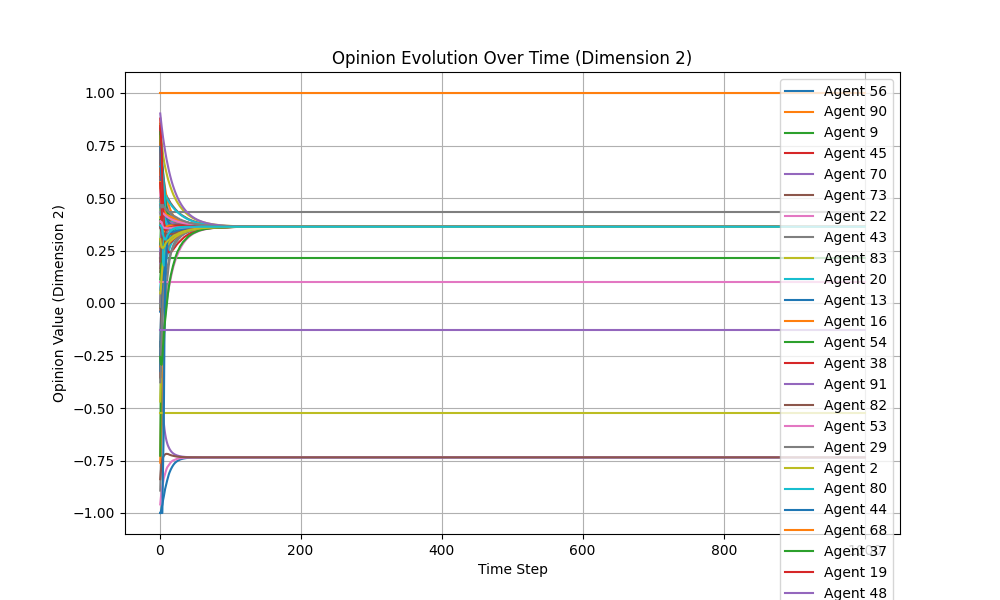 Opinion Evolution Over Time (Dimension 2)
Opinion Value (Dimension 2)
1.00
0.75
0.50
0.25
0.00
−0.25
−0.50
−0.75
−1.00
0
200
400
600
800
1000
Time Step
Agent 56
Agent 90
Agent 9
Agent 45
Agent 70
Agent 73
Agent 22
Agent 43
Agent 83
Agent 20
Agent 13
Agent 16
Agent 54
Agent 38
Agent 91
Agent 82
Agent 53
Agent 29
Agent 2
Agent 80
Agent 44
Agent 68
Agent 37
Agent 19
Agent 48